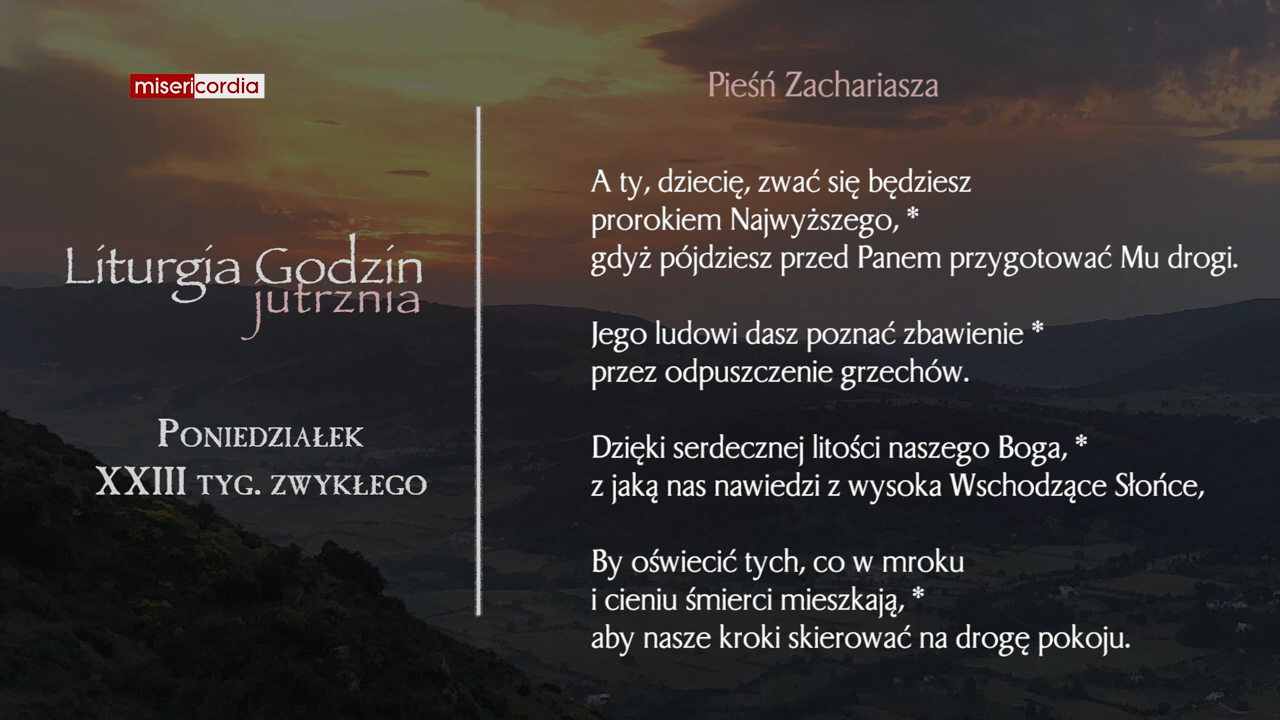 misericordia
Liturgia Godzin
jutrznia
Poniedziałek
XXIII tyg. zwykłego
Pieśń Zachariasza
A ty, dziecię, zwać się będziesz
prorokiem Najwyższego, *
gdyż pójdziesz przed Panem przygotować Mu drogi.
Jego ludowi dasz poznać zbawienie *
przez odpuszczenie grzechów.
Dzięki serdecznej litości naszego Boga, *
z jaką nas nawiedzi z wysoka Wschodzące Słońce,
By oświecić tych, co w mroku
i cieniu śmierci mieszkają, *
aby nasze kroki skierować na drogę pokoju.